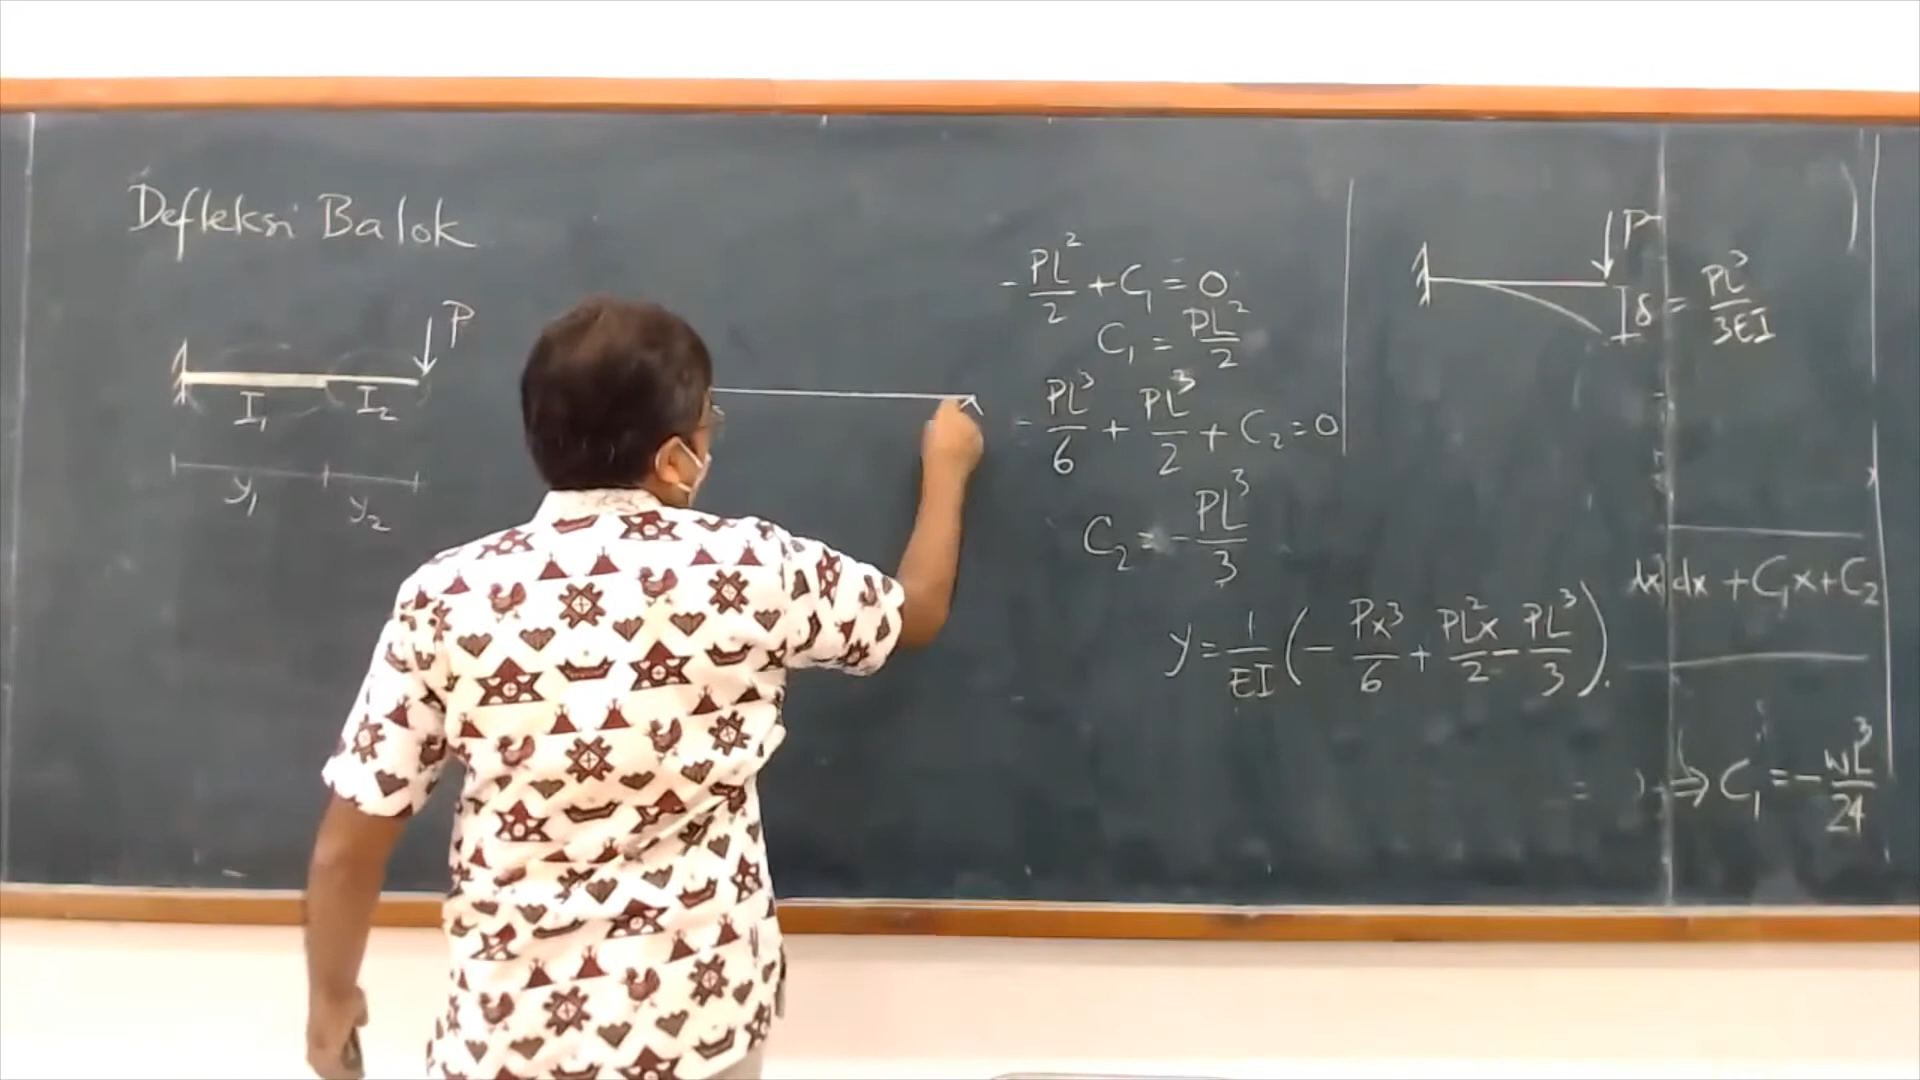 Defleksi Balok
P
I₁ I₂
y₁ y₂
-PL²/2 + C₁ = 0
C₁ = PL²/2
-PL³/6 + PL³/2 + C₂ = 0
C₂ = -PL³/3
y = 1/EI (-Px³/6 + PL²x/2 - PL³/3).
P
δ = PL³/3EI
dx)dx + C₁x + C₂
⇒ C₁ = -wL³/24